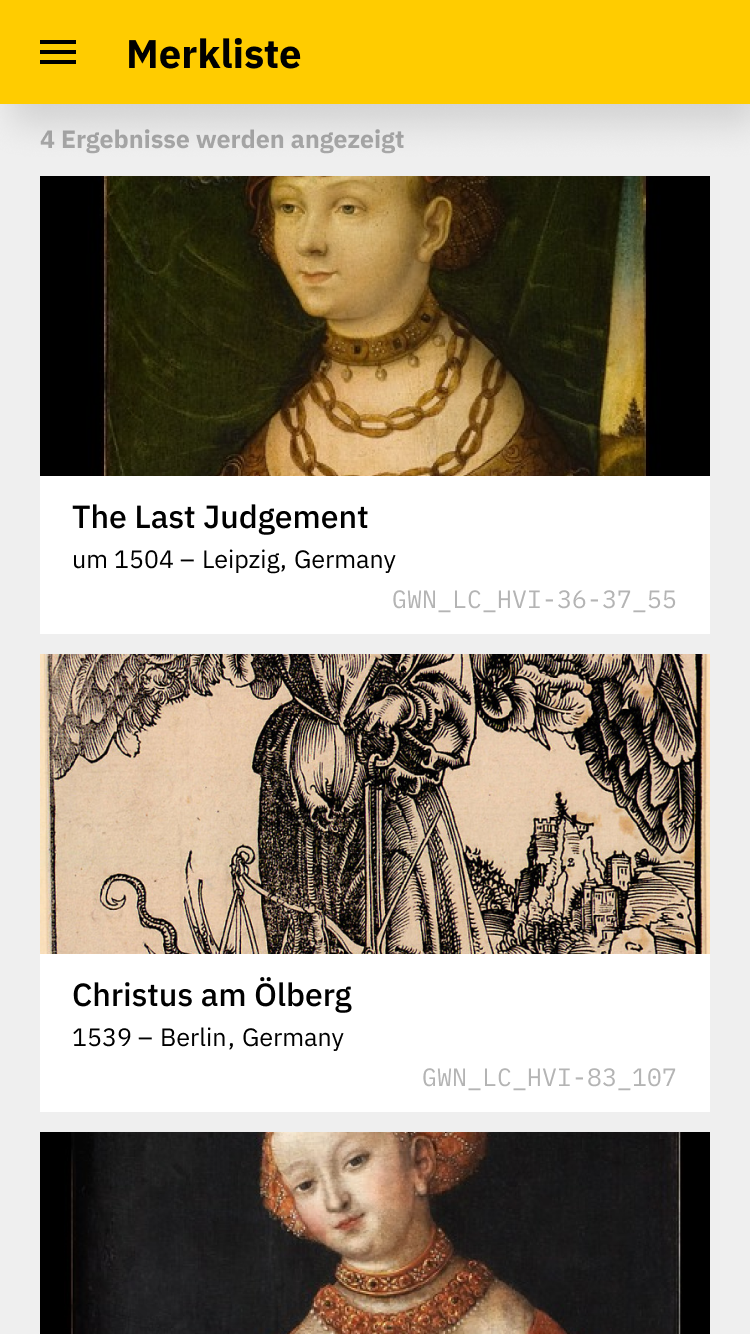 Merkliste
4 Ergebnisse werden angezeigt
The Last Judgement
um 1504 – Leipzig, Germany
GWN_LC_HVI-36-37_55
Christus am Ölberg
1539 – Berlin, Germany
GWN_LC_HVI-83_107